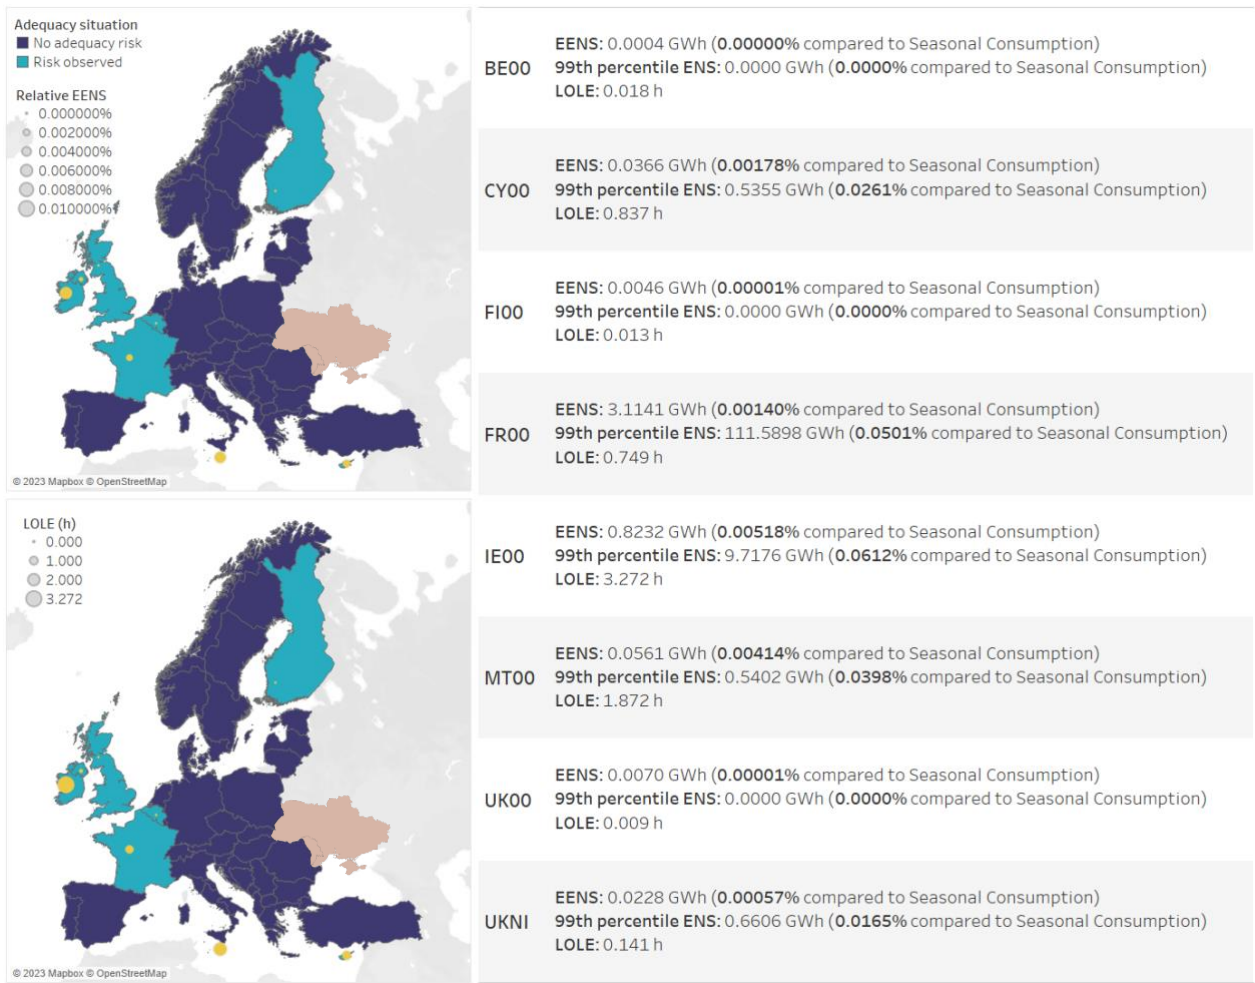 Adequacy situation
No adequacy risk
Risk observed
Relative EENS
0.000000%
0.002000%
0.004000%
0.006000%
0.008000%
0.010000%
© 2023 Mapbox © OpenStreetMap
LOLE (h)
0.000
1.000
2.000
3.272
© 2023 Mapbox © OpenStreetMap
BE00
EENS: 0.0004 GWh (0.00000% compared to Seasonal Consumption)
99th percentile ENS: 0.0000 GWh (0.0000% compared to Seasonal Consumption)
LOLE: 0.018 h
CY00
EENS: 0.0366 GWh (0.00178% compared to Seasonal Consumption)
99th percentile ENS: 0.5355 GWh (0.0261% compared to Seasonal Consumption)
LOLE: 0.837 h
FI00
EENS: 0.0046 GWh (0.00001% compared to Seasonal Consumption)
99th percentile ENS: 0.0000 GWh (0.0000% compared to Seasonal Consumption)
LOLE: 0.013 h
FR00
EENS: 3.1141 GWh (0.00140% compared to Seasonal Consumption)
99th percentile ENS: 111.5898 GWh (0.0501% compared to Seasonal Consumption)
LOLE: 0.749 h
IE00
EENS: 0.8232 GWh (0.00518% compared to Seasonal Consumption)
99th percentile ENS: 9.7176 GWh (0.0612% compared to Seasonal Consumption)
LOLE: 3.272 h
MT00
EENS: 0.0561 GWh (0.00414% compared to Seasonal Consumption)
99th percentile ENS: 0.5402 GWh (0.0398% compared to Seasonal Consumption)
LOLE: 1.872 h
UK00
EENS: 0.0070 GWh (0.00001% compared to Seasonal Consumption)
99th percentile ENS: 0.0000 GWh (0.0000% compared to Seasonal Consumption)
LOLE: 0.009 h
UKNI
EENS: 0.0228 GWh (0.00057% compared to Seasonal Consumption)
99th percentile ENS: 0.6606 GWh (0.0165% compared to Seasonal Consumption)
LOLE: 0.141 h